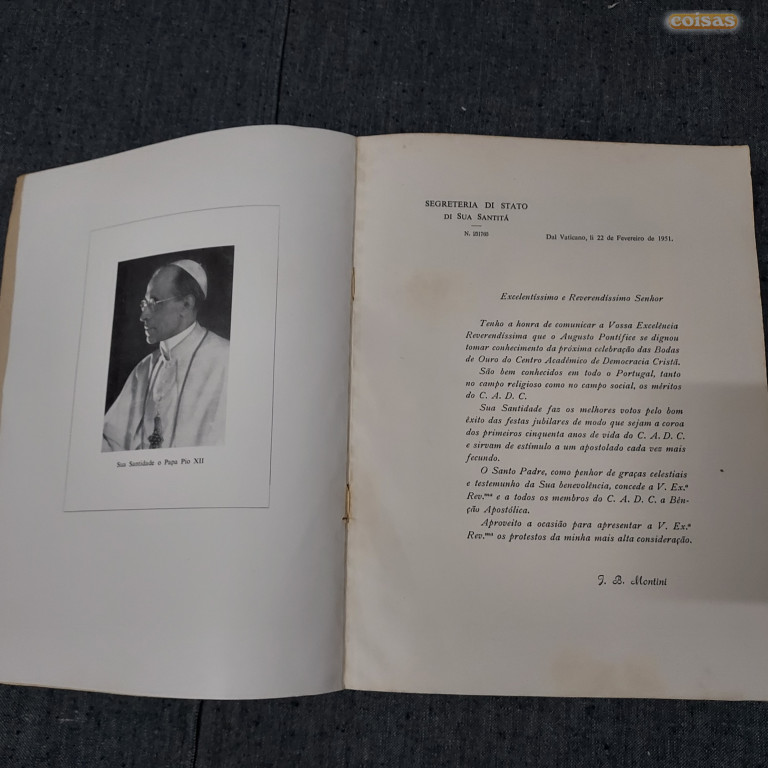 coisas
Sua Santidade o Papa Pio XII
SEGRETERIA DI STATO
DI SUA SANTITÁ
N.
Dal Vaticano, li 22 de Fevereiro de 1951.
Excelentíssimo e Reverendíssimo Senhor
Tenho a honra de comunicar a Vossa Excelência
Reverendíssima que o Augusto Pontífice se dignou
tomar conhecimento da próxima celebração das Bodas
de Ouro do Centro Académico de Democracia Cristã.
São bem conhecidos em todo o Portugal, tanto
no campo religioso como no campo social, os méritos
do C. A. D. C.
Sua Santidade faz os melhores votos pelo bom
êxito das festas jubilares de modo que sejam a coroa
dos primeiros cinquenta anos de vida do C. A. D. C.
e sirvam de estímulo a um apostolado cada vez mais
fecundo.
O Santo Padre, como penhor de graças celestiais
e testemunho da Sua benevolência, concede a V. Ex.ª
Rev.ᵐª e a todos os membros do C. A. D. C. a Bên-
ção Apostólica.
Aproveito a ocasião para apresentar a V. Ex.ª
Rev.ᵐª os protestos da minha mais alta consideração.
J. B. Montini